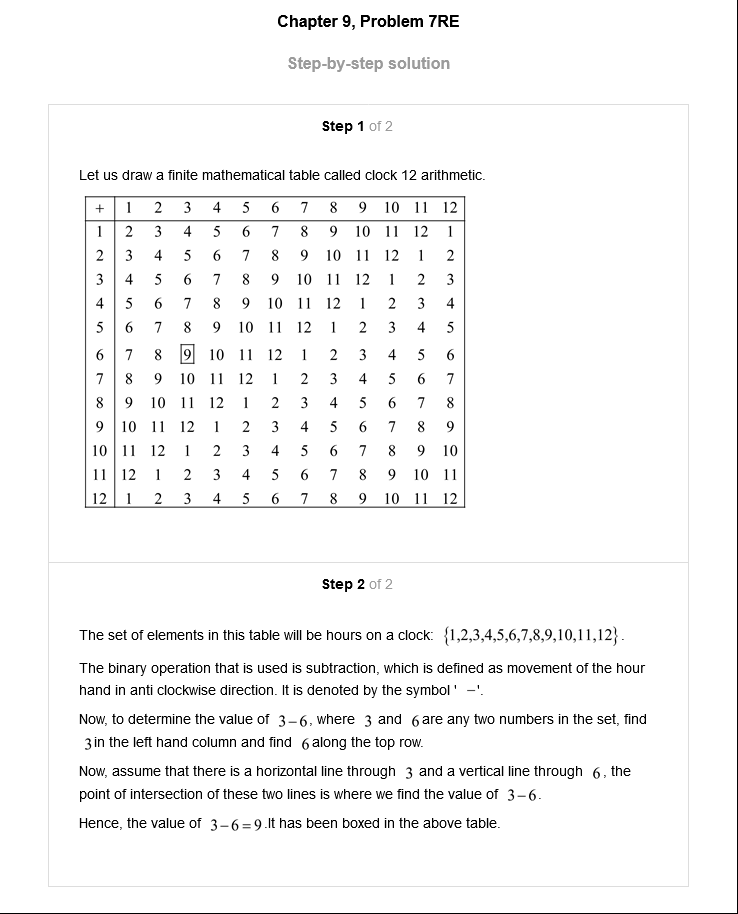 Chapter 9, Problem 7RE
Step-by-step solution
Step 1 of 2
Let us draw a finite mathematical table called clock 12 arithmetic.
+ 1 2 3 4 5 6 7 8 9 10 11 12
1 2 3 4 5 6 7 8 9 10 11 12 1
2 3 4 5 6 7 8 9 10 11 12 1 2
3 4 5 6 7 8 9 10 11 12 1 2 3
4 5 6 7 8 9 10 11 12 1 2 3 4
5 6 7 8 9 10 11 12 1 2 3 4 5
6 7 8 9 10 11 12 1 2 3 4 5 6
7 8 9 10 11 12 1 2 3 4 5 6 7
8 9 10 11 12 1 2 3 4 5 6 7 8
9 10 11 12 1 2 3 4 5 6 7 8 9
10 11 12 1 2 3 4 5 6 7 8 9 10
11 12 1 2 3 4 5 6 7 8 9 10 11
12 1 2 3 4 5 6 7 8 9 10 11 12
Step 2 of 2
The set of elements in this table will be hours on a clock: {1,2,3,4,5,6,7,8,9,10,11,12}.
The binary operation that is used is subtraction, which is defined as movement of the hour
hand in anti clockwise direction. It is denoted by the symbol ' −'.
Now, to determine the value of 3−6, where 3 and 6 are any two numbers in the set, find
3 in the left hand column and find 6 along the top row.
Now, assume that there is a horizontal line through 3 and a vertical line through 6, the
point of intersection of these two lines is where we find the value of 3−6.
Hence, the value of 3−6=9.It has been boxed in the above table.